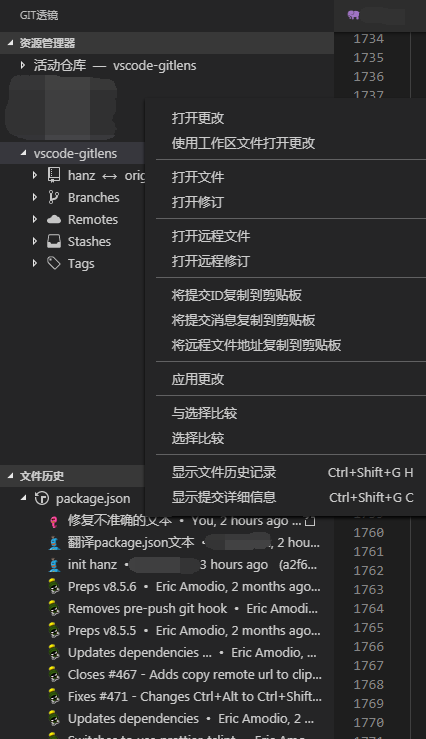 GIT透镜
资源管理器
活动仓库 — vscode-gitlens
vscode-gitlens
hanz ↔ orig
Branches
Remotes
Stashes
Tags
打开更改
使用工作区文件打开更改
打开文件
打开修订
打开远程文件
打开远程修订
将提交ID复制到剪贴板
将提交消息复制到剪贴板
将远程文件地址复制到剪贴板
应用更改
与选择比较
选择比较
显示文件历史记录 Ctrl+Shift+G H
显示提交详细信息 Ctrl+Shift+G C
文件历史
package.json
修复不准确的文本 • You, 2 hours ago ...
翻译package.json文本 • , 2 hou...
init hanz • 3 hours ago (a2f6...
Preps v8.5.6 • Eric Amodio, 2 months ago...
Removes pre-push git hook • Eric Amodi...
Preps v8.5.5 • Eric Amodio, 2 months ago...
Updates dependencies ... • Eric Amodio, ...
Closes #467 - Adds copy remote url to clip...
Fixes #471 - Changes Ctrl+Alt to Ctrl+Shift...
Updates dependencies • Eric Amodio, 2 ...
Switches to use prettier-tslint • Eric Am...
1734
1735
1736
1737
1760
1761
1762
1763
1764
1765
1766
1767
1768
1769
1770
1771